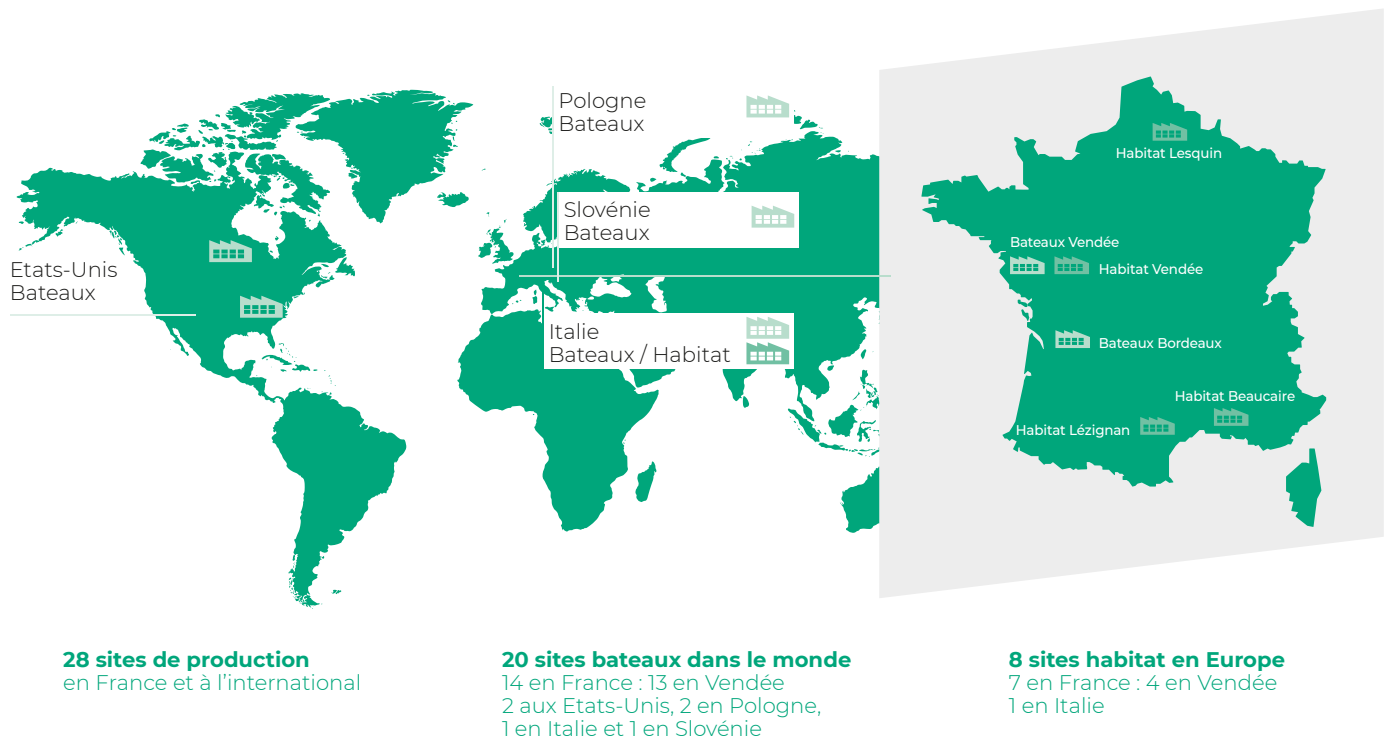 Pologne
Bateaux
Slovénie
Bateaux
Etats-Unis
Bateaux
Italie
Bateaux / Habitat
Habitat Lesquin
Bateaux Vendée
Habitat Vendée
Bateaux Bordeaux
Habitat Beaucaire
Habitat Lézignan
28 sites de production
en France et à l’international
20 sites bateaux dans le monde
14 en France : 13 en Vendée
2 aux Etats-Unis, 2 en Pologne,
1 en Italie et 1 en Slovénie
8 sites habitat en Europe
7 en France : 4 en Vendée
1 en Italie